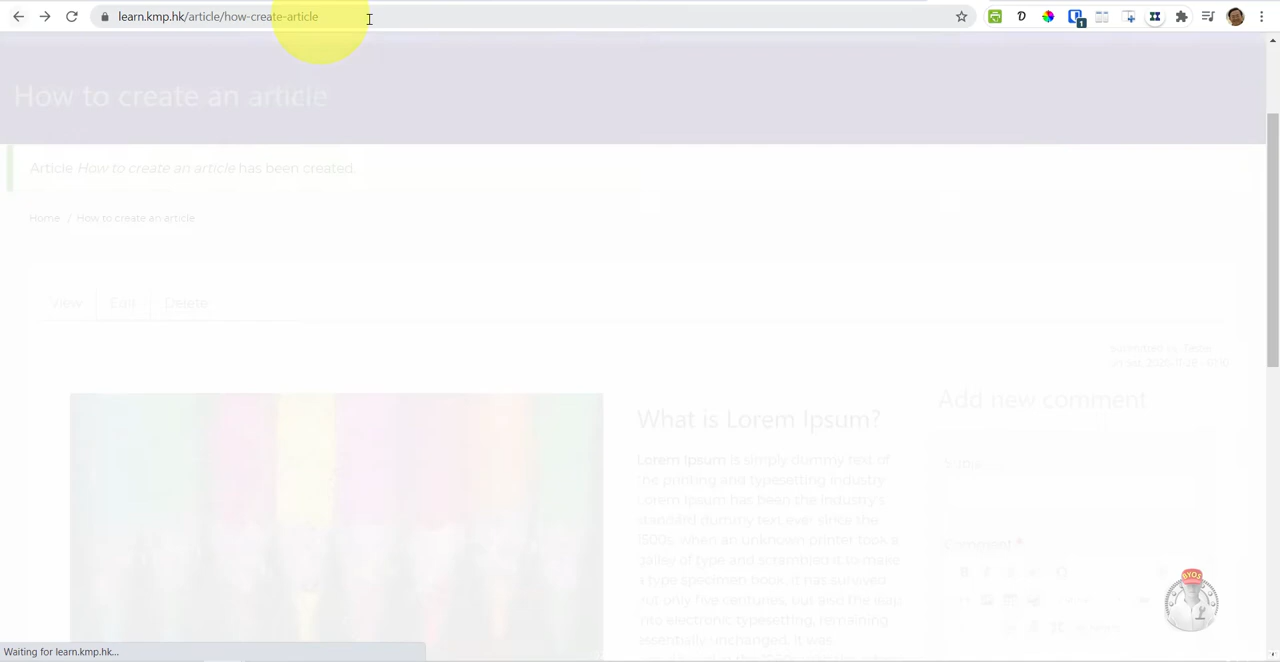 learn.kmp.hk/article/how-create-article
1
How to create an article
Article How to create an article has been created.
Home / How to create an article
View Edit Delete
What is Lorem Ipsum?
Add new comment
Lorem Ipsum is simply dummy text of
the printing and typesetting industry.
Lorem Ipsum has been the industry's
standard dummy text ever since the
1500s, when an unknown printer took a
galley of type and scrambled it to make
a type specimen book. It has survived
not only five centuries, but also the leap
into electronic typesetting, remaining
essentially unchanged. It was
Comment *
BYOS
Waiting for learn.kmp.hk...